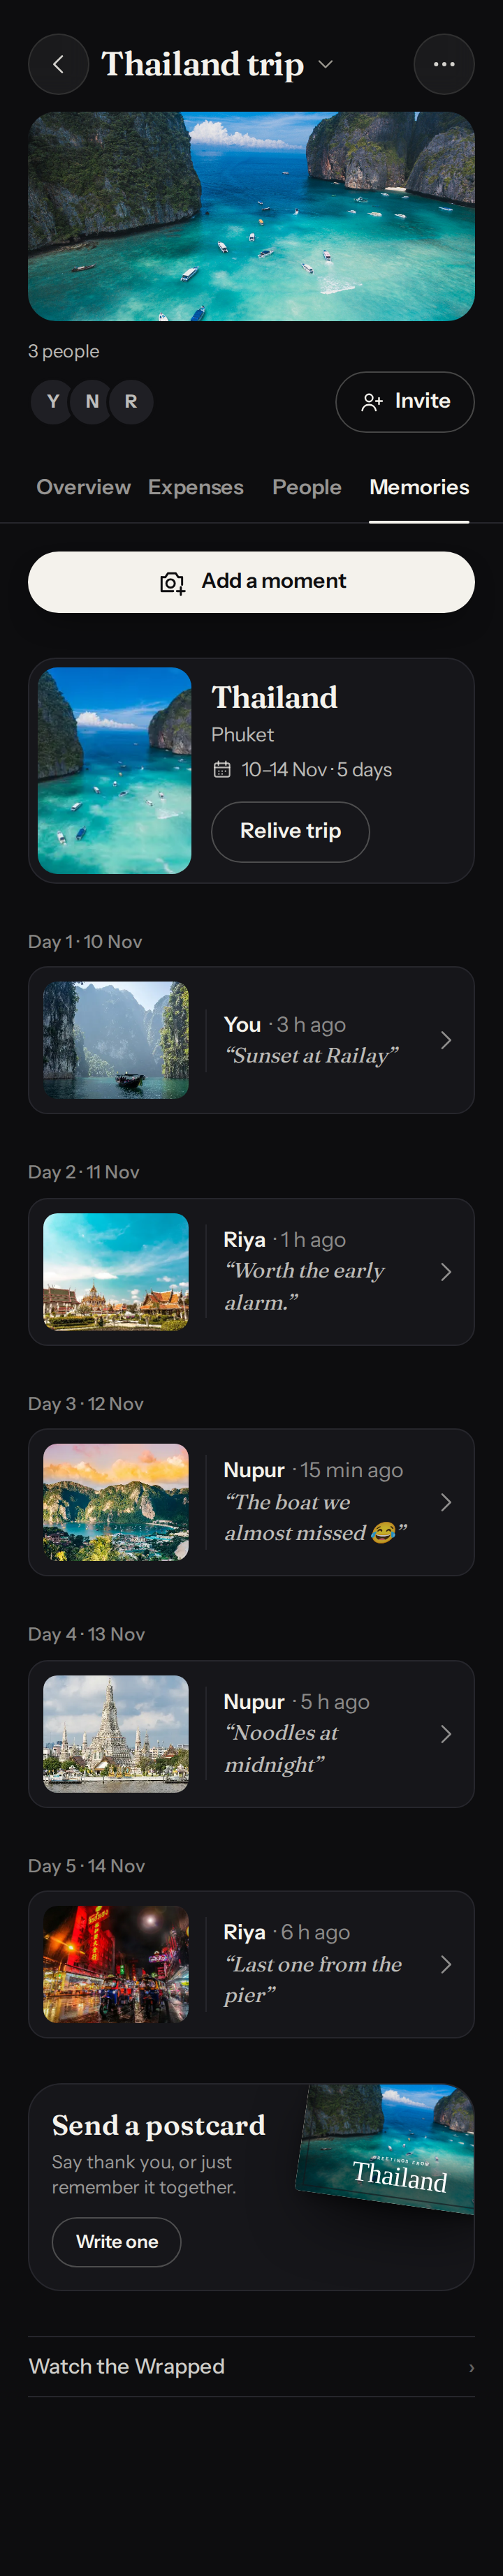 Thailand trip
3 people
Y N R
Invite
Overview Expenses People Memories
Add a moment
Thailand
Phuket
10–14 Nov · 5 days
Relive trip
Day 1 · 10 Nov
You · 3 h ago
“Sunset at Railay”
Day 2 · 11 Nov
Riya · 1 h ago
“Worth the early
alarm.”
Day 3 · 12 Nov
Nupur · 15 min ago
“The boat we
almost missed 😂”
Day 4 · 13 Nov
Nupur · 5 h ago
“Noodles at
midnight”
Day 5 · 14 Nov
Riya · 6 h ago
“Last one from the
pier”
Send a postcard
Say thank you, or just
remember it together.
Write one
GREETINGS FROM
Thailand
Watch the Wrapped